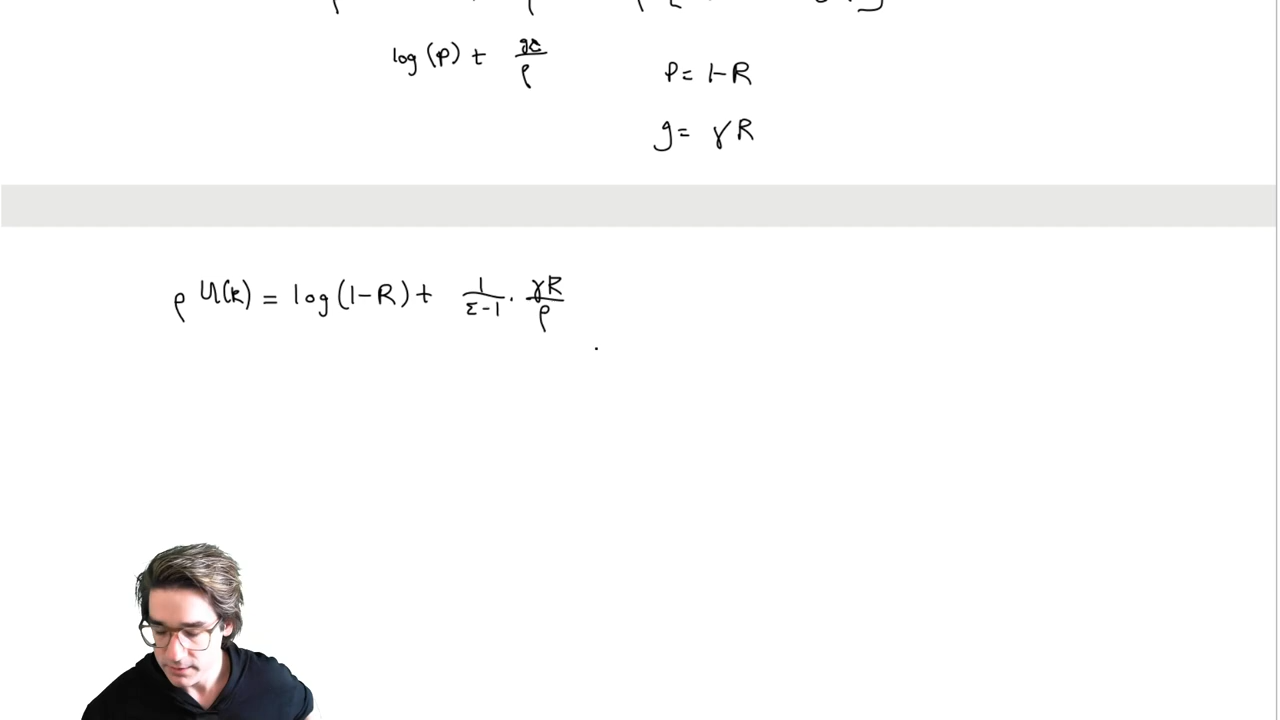 log(P) + gc/ρ
P = 1-R
g = γR
ρ U(R) = log(1-R) + 1/(Σ-1) · γR/ρ